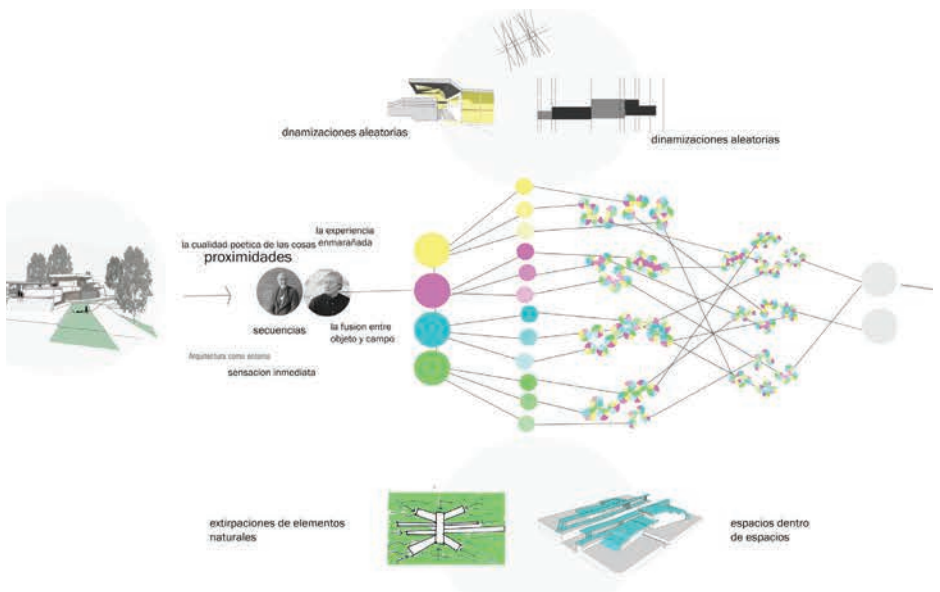 dnamizaciones aleatorias
dinamizaciones aleatorias
la experiencia
enmarañada
la cualidad poetica de las cosas
proximidades
secuencias
la fusion entre
objeto y campo
Arquitectura como sistema
sensacion inmediata
extirpaciones de elementos
naturales
espacios dentro
de espacios